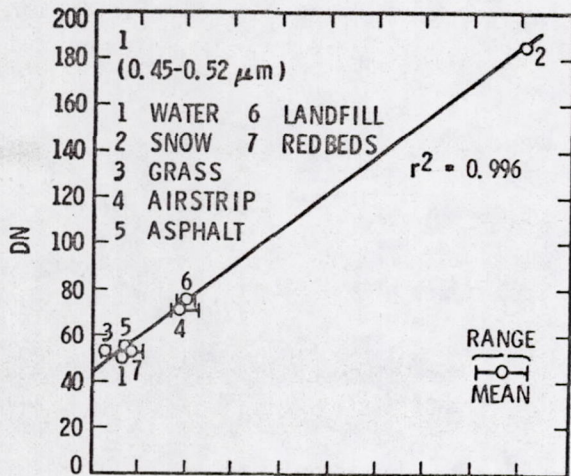 200
180
160
140
120
100
80
60
40
20
0
DN
1
(0.45-0.52 μm)
1 WATER 6 LANDFILL
2 SNOW 7 REDBEDS
3 GRASS
4 AIRSTRIP
5 ASPHALT
r² = 0.996
2
6
4
3 5
1 7
RANGE
MEAN